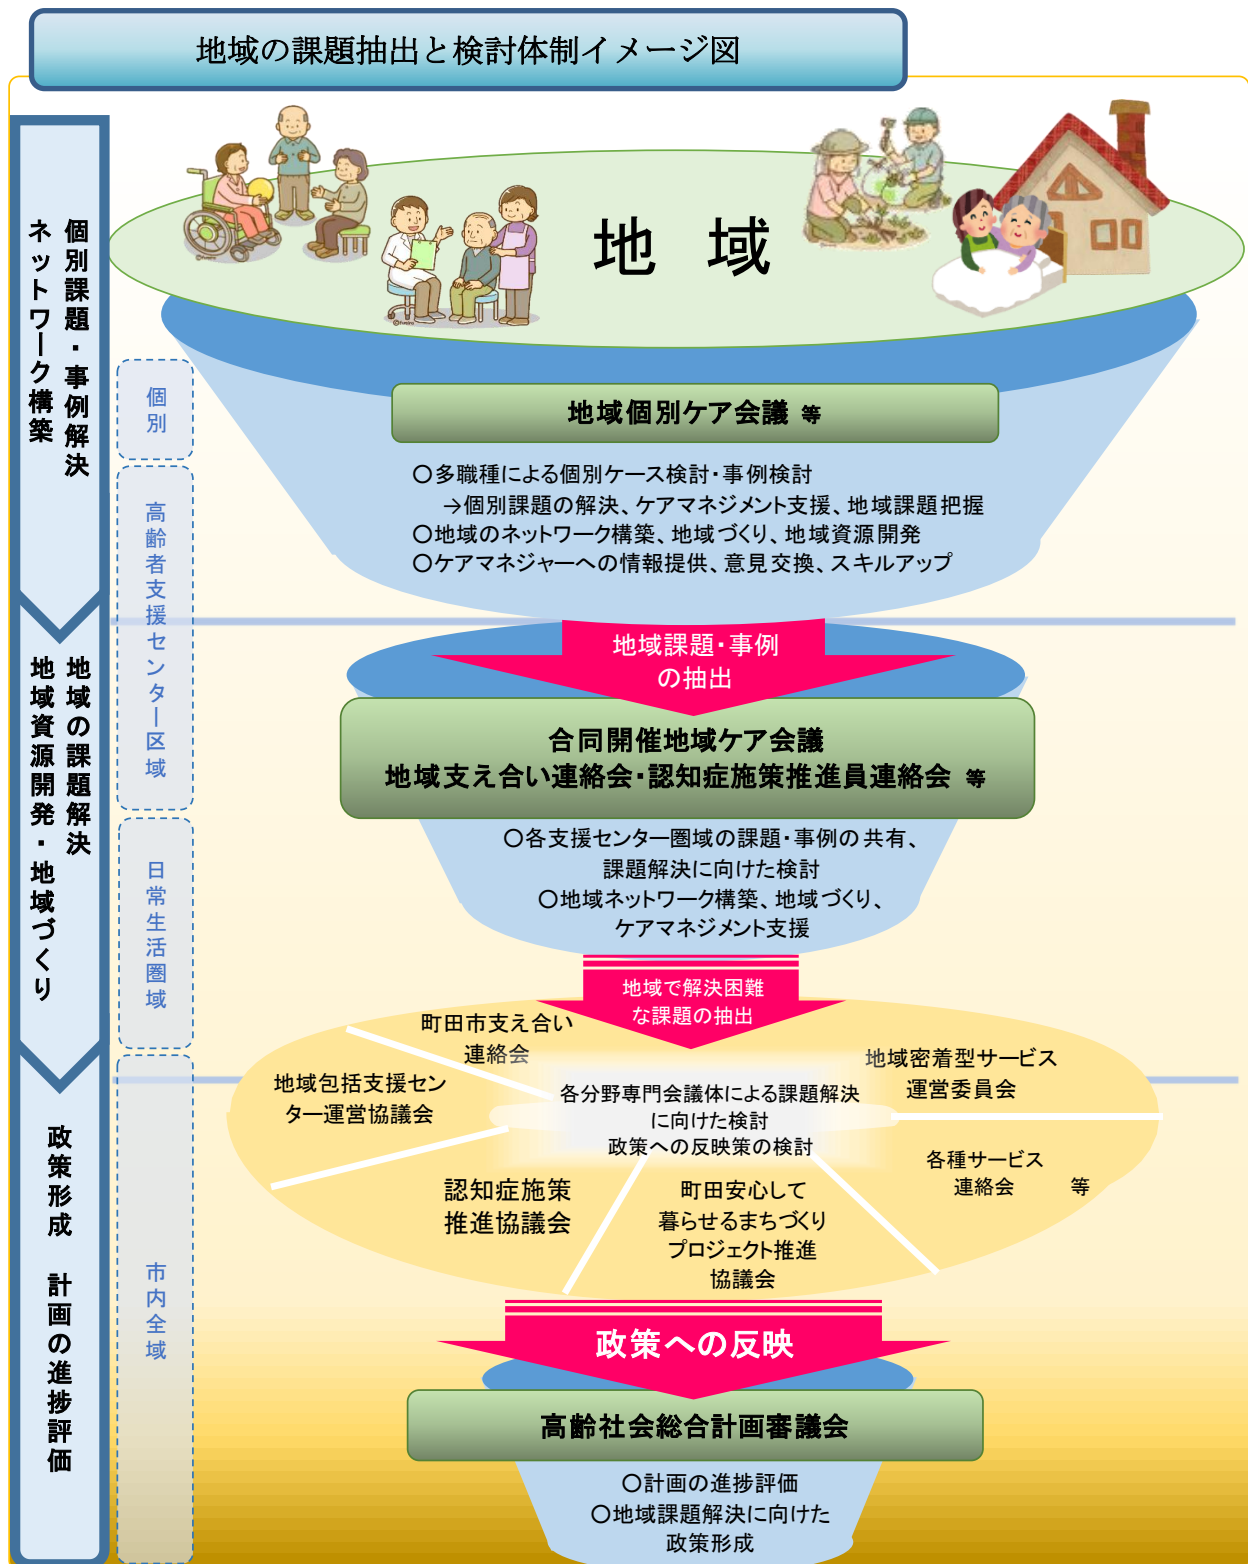 地域の課題抽出と検討体制イメージ図
地　域
個別課題・事例解決
ネットワーク構築
個別
地域個別ケア会議 等
〇多職種による個別ケース検討・事例検討
→個別課題の解決、ケアマネジメント支援、地域課題把握
〇地域のネットワーク構築、地域づくり、地域資源開発
〇ケアマネジャーへの情報提供、意見交換、スキルアップ
高齢者支援センター区域
地域課題・事例
の抽出
地域の課題解決
地域資源開発・地域づくり
合同開催地域ケア会議
地域支え合い連絡会・認知症施策推進員連絡会 等
〇各支援センター圏域の課題・事例の共有、
課題解決に向けた検討
〇地域ネットワーク構築、地域づくり、
ケアマネジメント支援
日常生活圏域
地域で解決困難
な課題の抽出
町田市支え合い
連絡会
地域密着型サービス
運営委員会
地域包括支援セン
ター運営協議会
各分野専門会議体による課題解決
に向けた検討
政策への反映策の検討
各種サービス
連絡会　　等
認知症施策
推進協議会
町田安心して
暮らせるまちづくり
プロジェクト推進
協議会
政策形成　計画の進捗評価
市内全域
政策への反映
高齢社会総合計画審議会
〇計画の進捗評価
〇地域課題解決に向けた
政策形成